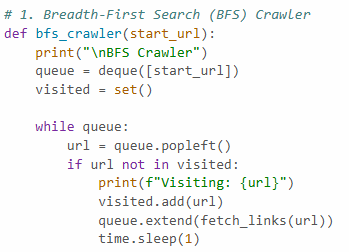 # 1. Breadth-First Search (BFS) Crawler
def bfs_crawler(start_url):
    print("\nBFS Crawler")
    queue = deque([start_url])
    visited = set()

    while queue:
        url = queue.popleft()
        if url not in visited:
            print(f"Visiting: {url}")
            visited.add(url)
            queue.extend(fetch_links(url))
            time.sleep(1)